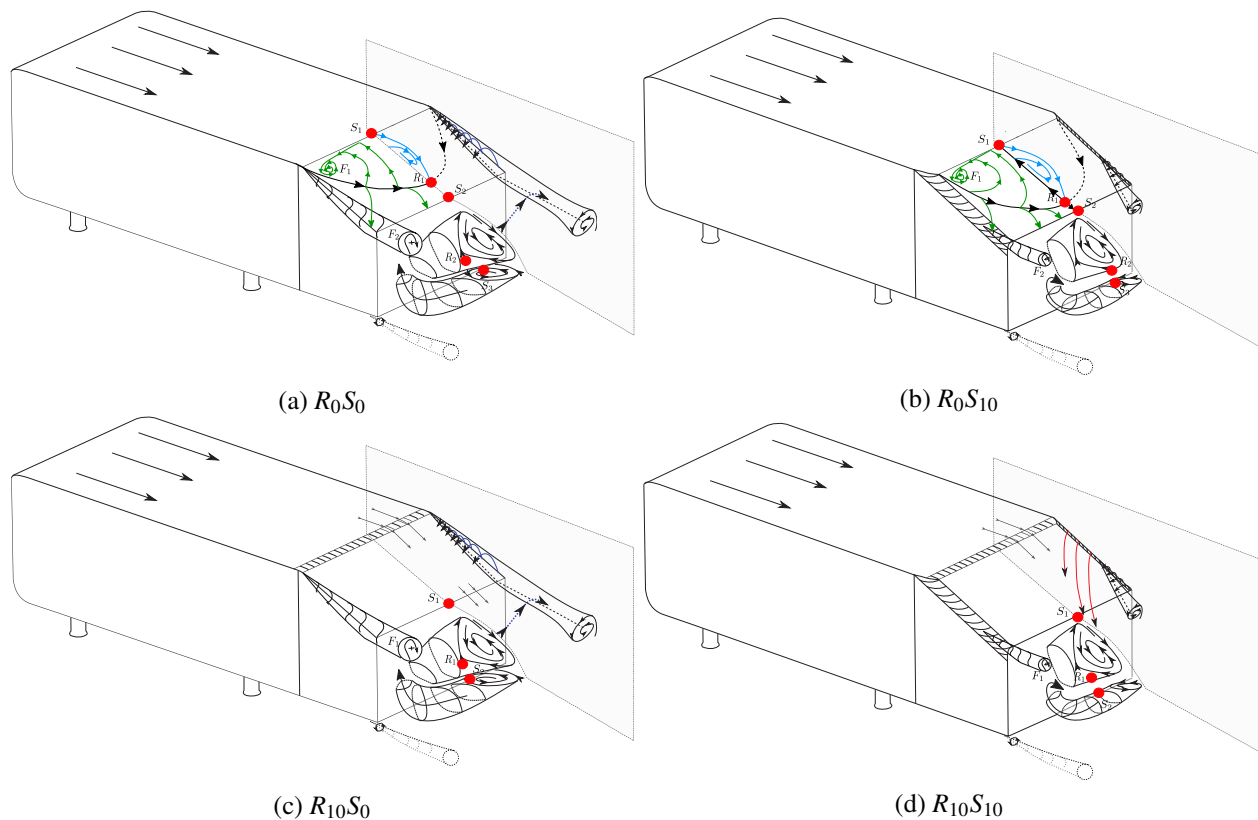 S₁
F₁
R₁
S₂
F₂
R₂
S₃
(a) R₀S₀
S₁
F₁
R₁
S₂
F₂
R₂
(b) R₀S₁₀
S₁
F₁
R₁
S₂
(c) R₁₀S₀
S₁
F₁
R₁
S₂
(d) R₁₀S₁₀